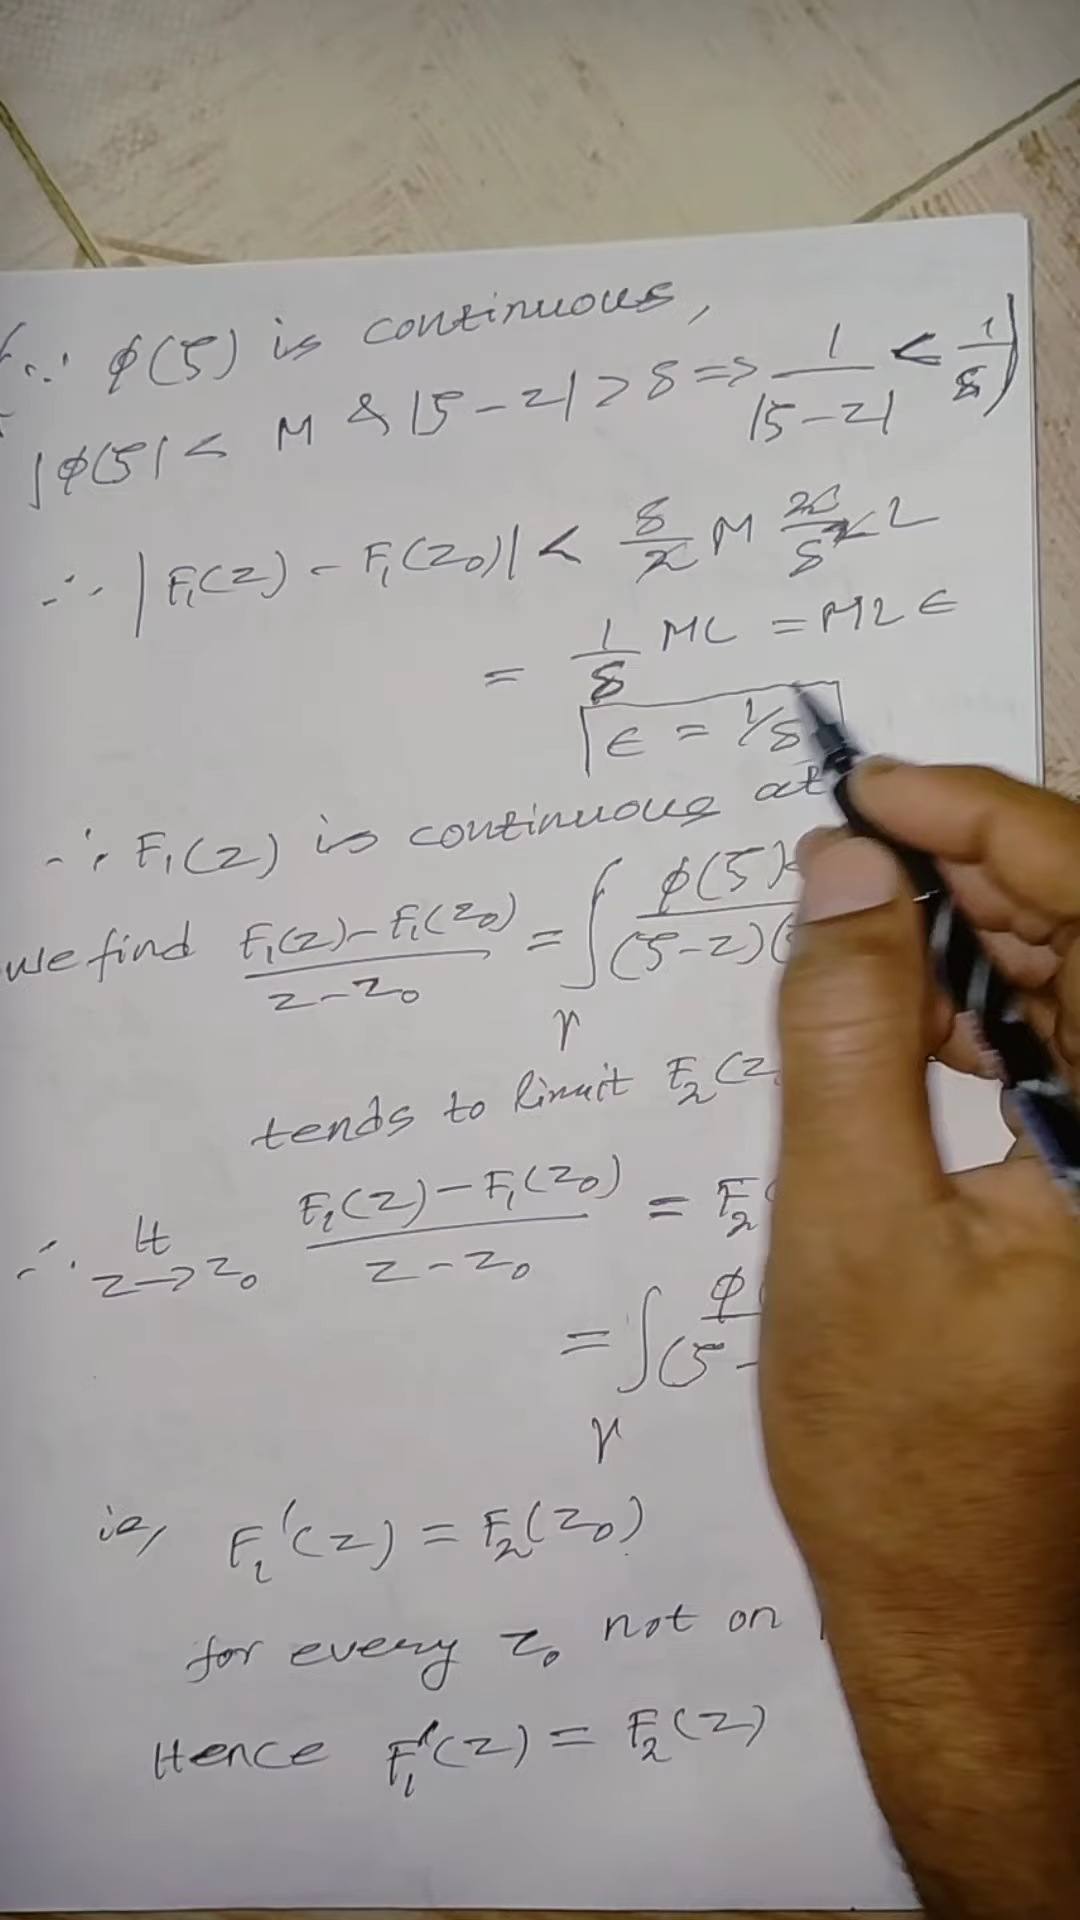 ∵ φ(ζ) is continuous,
|φ(ζ| < M & |ζ-z| > δ => 1/|ζ-z| < 1/δ)
∴ |F₁(z) - F₁(z₀)| < δ/2 M 2/δ² L
= 1/δ ML = MLε
ε = 1/δ
∴ F₁(z) is continuous at
we find F₁(z)-F₁(z₀)/z-z₀ = ∫γ φ(ζ)/(ζ-z)(
tends to limit F₂(z
∴ lt z→z₀ F₁(z)-F₁(z₀)/z-z₀ = F₂(
= ∫γ φ/(ζ-
ie, F₁'(z) = F₂(z₀)
for every z₀ not on
Hence F₁'(z) = F₂(z)